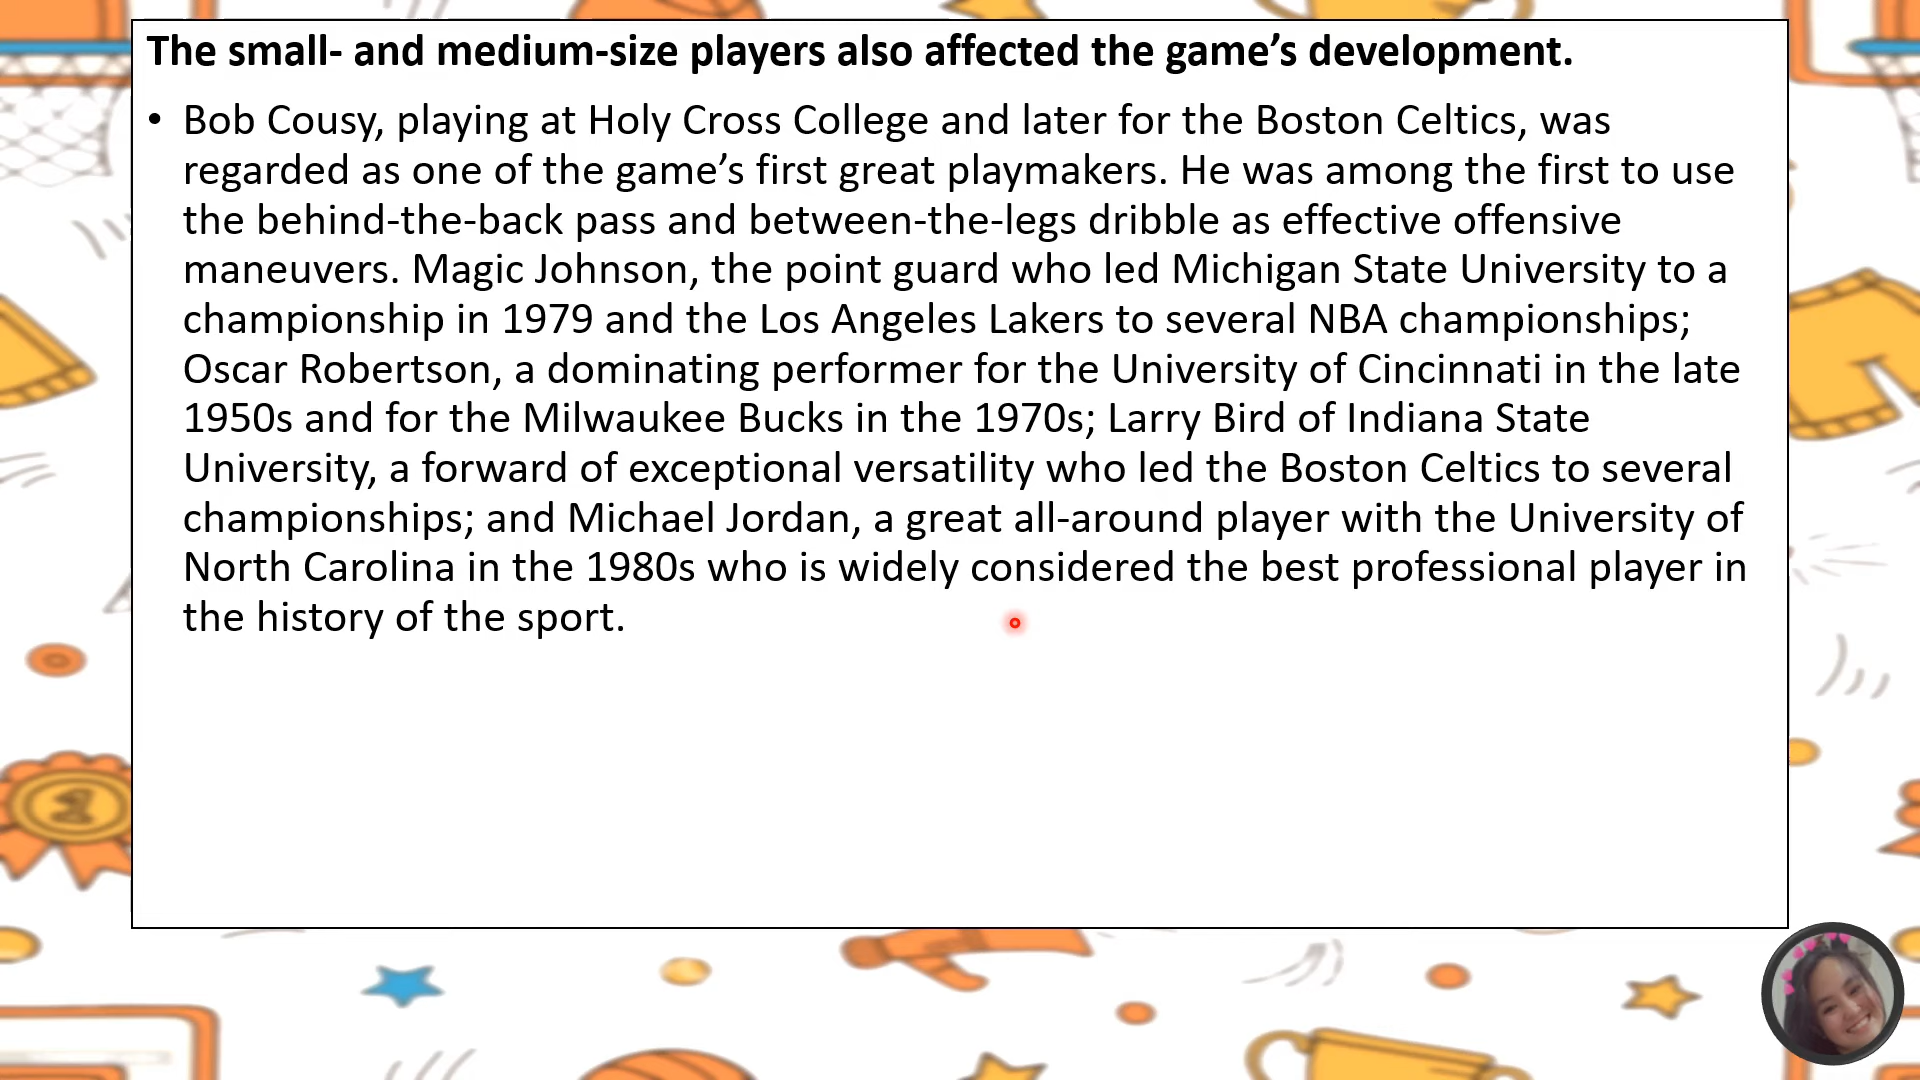 The small- and medium-size players also affected the game’s development.
• Bob Cousy, playing at Holy Cross College and later for the Boston Celtics, was
regarded as one of the game’s first great playmakers. He was among the first to use
the behind-the-back pass and between-the-legs dribble as effective offensive
maneuvers. Magic Johnson, the point guard who led Michigan State University to a
championship in 1979 and the Los Angeles Lakers to several NBA championships;
Oscar Robertson, a dominating performer for the University of Cincinnati in the late
1950s and for the Milwaukee Bucks in the 1970s; Larry Bird of Indiana State
University, a forward of exceptional versatility who led the Boston Celtics to several
championships; and Michael Jordan, a great all-around player with the University of
North Carolina in the 1980s who is widely considered the best professional player in
the history of the sport.